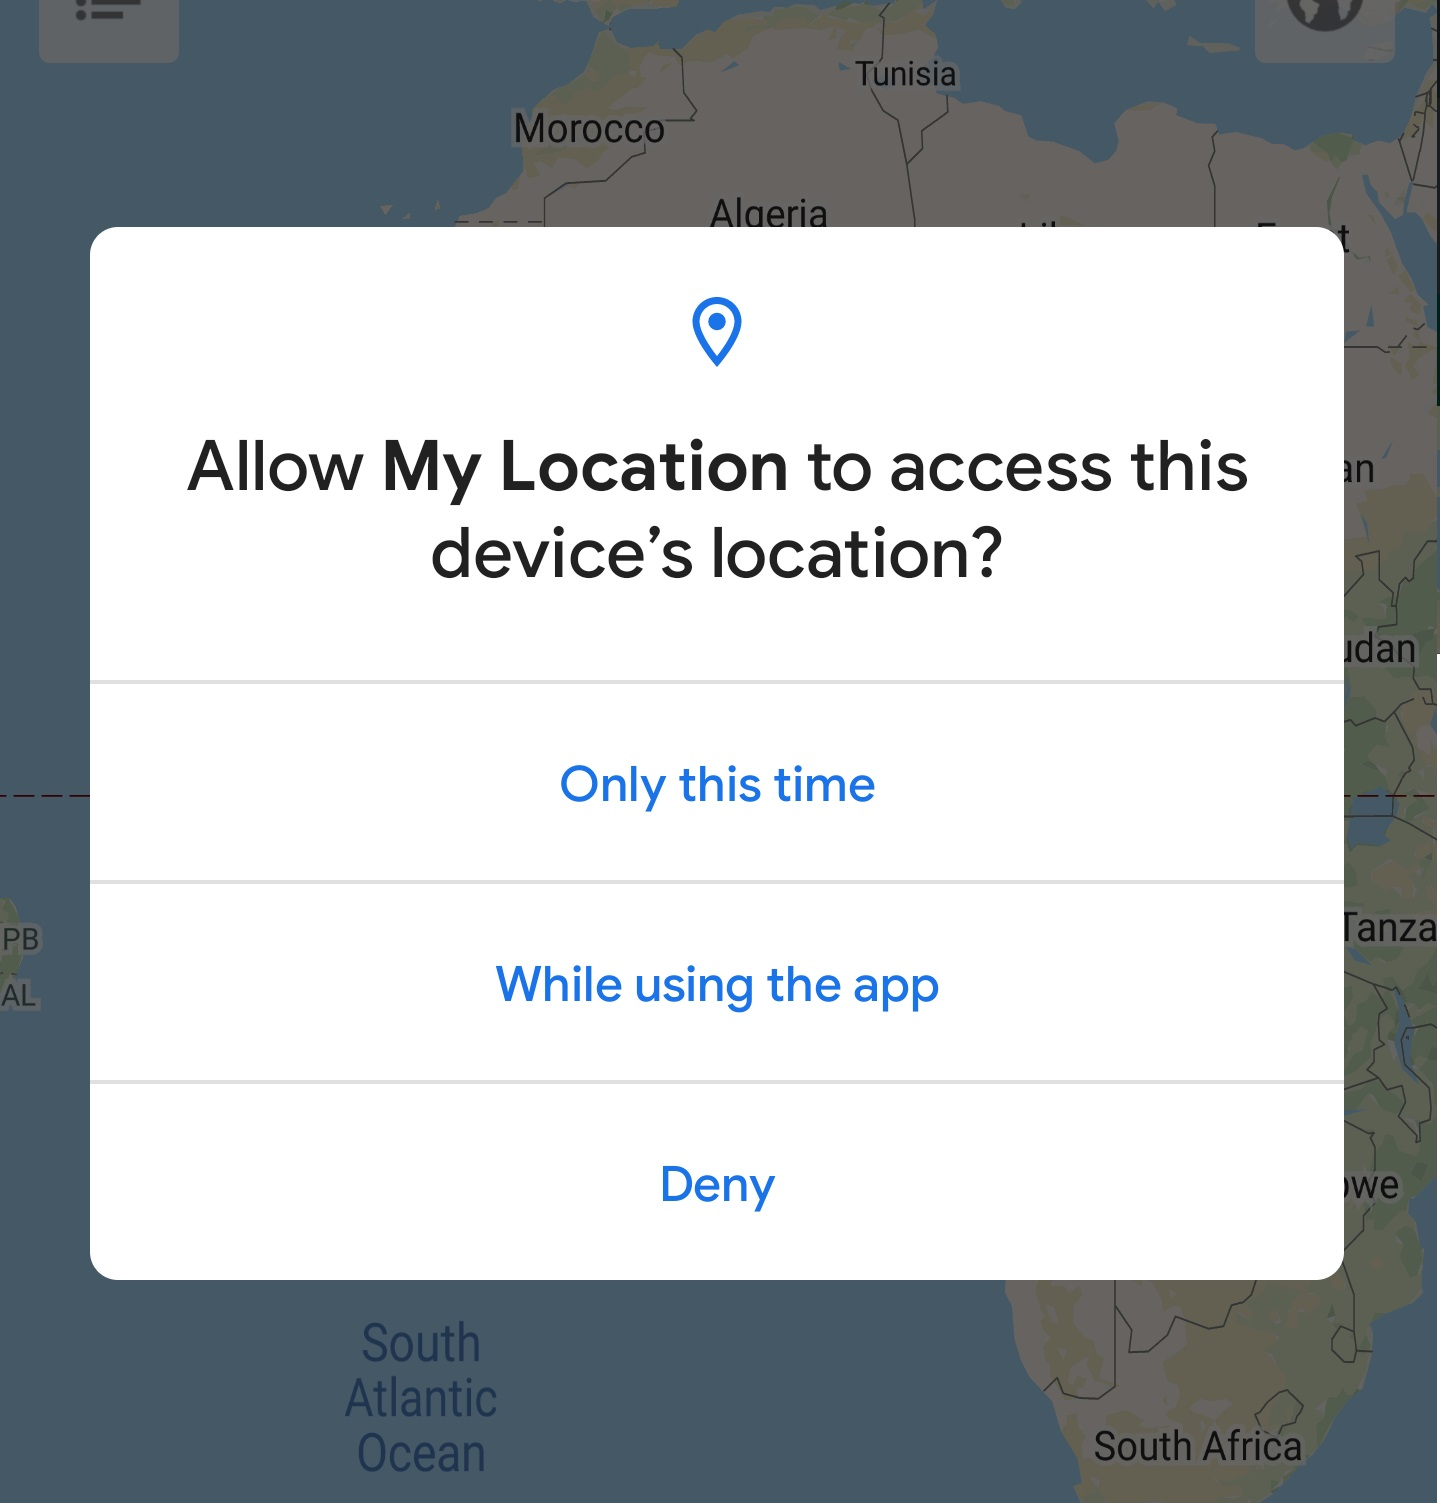 Tunisia
Morocco
Algeria
Allow My Location to access this
device’s location?
Only this time
While using the app
PB
AL
Deny
South
Atlantic
Ocean
South Africa